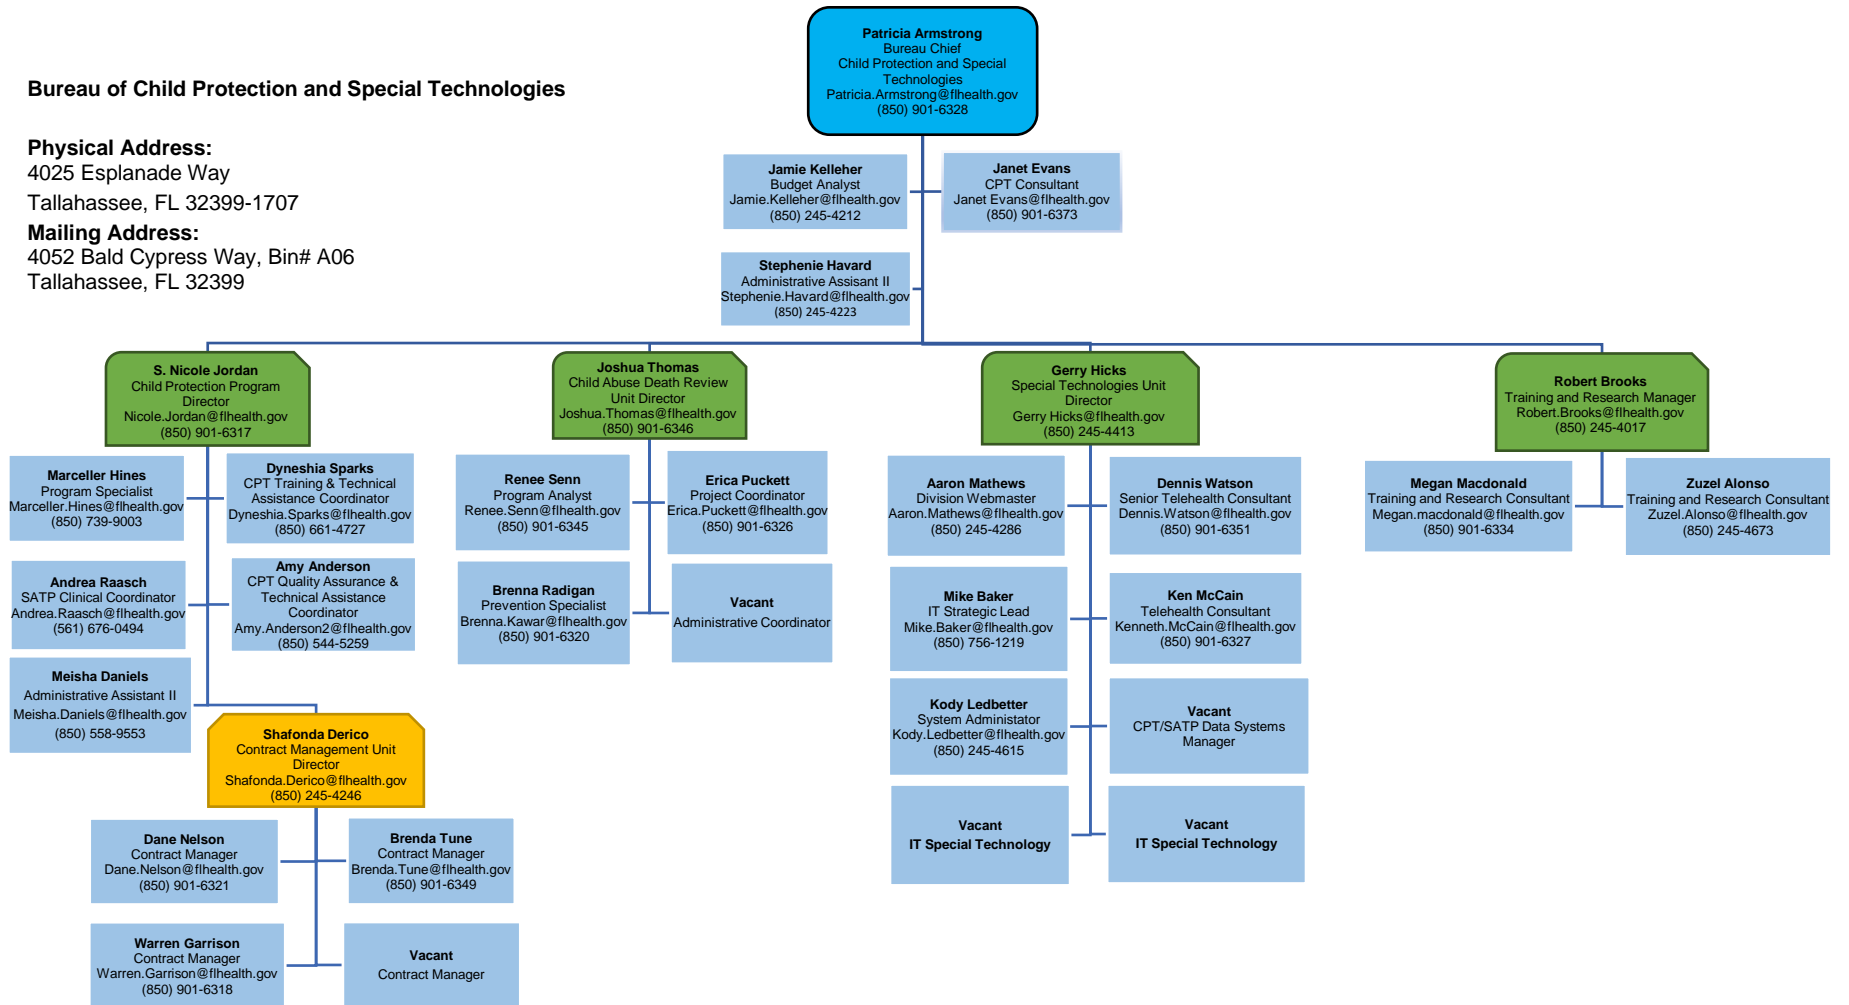 Patricia Armstrong
Bureau Chief
Child Protection and Special
Technologies
Patricia.Armstrong@flhealth.gov
(850) 901-6328
Bureau of Child Protection and Special Technologies
Physical Address:
4025 Esplanade Way
Tallahassee, FL 32399-1707
Mailing Address:
4052 Bald Cypress Way, Bin# A06
Tallahassee, FL 32399
Jamie Kelleher
Budget Analyst
Jamie.Kelleher@flhealth.gov
(850) 245-4212
Janet Evans
CPT Consultant
Janet Evans@flhealth.gov
(850) 901-6373
Stephenie Havard
Administrative Assisant II
Stephenie.Havard@flhealth.gov
(850) 245-4223
S. Nicole Jordan
Child Protection Program
Director
Nicole.Jordan@flhealth.gov
(850) 901-6317
Joshua Thomas
Child Abuse Death Review
Unit Director
Joshua.Thomas@flhealth.gov
(850) 901-6346
Gerry Hicks
Special Technologies Unit
Director
Gerry Hicks@flhealth.gov
(850) 245-4413
Robert Brooks
Training and Research Manager
Robert.Brooks@flhealth.gov
(850) 245-4017
Marceller Hines
Program Specialist
Marceller.Hines@flhealth.gov
(850) 739-9003
Dyneshia Sparks
CPT Training & Technical
Assistance Coordinator
Dyneshia.Sparks@flhealth.gov
(850) 661-4727
Andrea Raasch
SATP Clinical Coordinator
Andrea.Raasch@flhealth.gov
(561) 676-0494
Amy Anderson
CPT Quality Assurance &
Technical Assistance
Coordinator
Amy.Anderson2@flhealth.gov
(850) 544-5259
Meisha Daniels
Administrative Assistant II
Meisha.Daniels@flhealth.gov
(850) 558-9553
Shafonda Derico
Contract Management Unit
Director
Shafonda.Derico@flhealth.gov
(850) 245-4246
Dane Nelson
Contract Manager
Dane.Nelson@flhealth.gov
(850) 901-6321
Brenda Tune
Contract Manager
Brenda.Tune@flhealth.gov
(850) 901-6349
Warren Garrison
Contract Manager
Warren.Garrison@flhealth.gov
(850) 901-6318
Vacant
Contract Manager
Renee Senn
Program Analyst
Renee.Senn@flhealth.gov
(850) 901-6345
Erica Puckett
Project Coordinator
Erica.Puckett@flhealth.gov
(850) 901-6326
Brenna Radigan
Prevention Specialist
Brenna.Kawar@flhealth.gov
(850) 901-6320
Vacant
Administrative Coordinator
Aaron Mathews
Division Webmaster
Aaron.Mathews@flhealth.gov
(850) 245-4286
Dennis Watson
Senior Telehealth Consultant
Dennis.Watson@flhealth.gov
(850) 901-6351
Mike Baker
IT Strategic Lead
Mike.Baker@flhealth.gov
(850) 756-1219
Ken McCain
Telehealth Consultant
Kenneth.McCain@flhealth.gov
(850) 901-6327
Kody Ledbetter
System Administator
Kody.Ledbetter@flhealth.gov
(850) 245-4615
Vacant
CPT/SATP Data Systems
Manager
Vacant
IT Special Technology
Vacant
IT Special Technology
Megan Macdonald
Training and Research Consultant
Megan.macdonald@flhealth.gov
(850) 901-6334
Zuzel Alonso
Training and Research Consultant
Zuzel.Alonso@flhealth.gov
(850) 245-4673